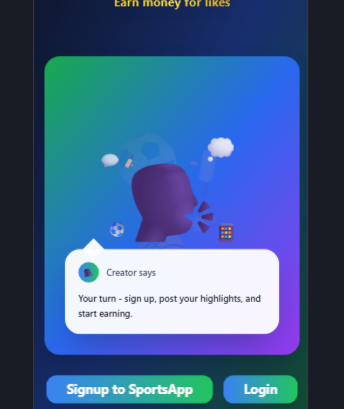 Earn money for likes
Creator says
Your turn - sign up, post your highlights, and
start earning.
Signup to SportsApp
Login